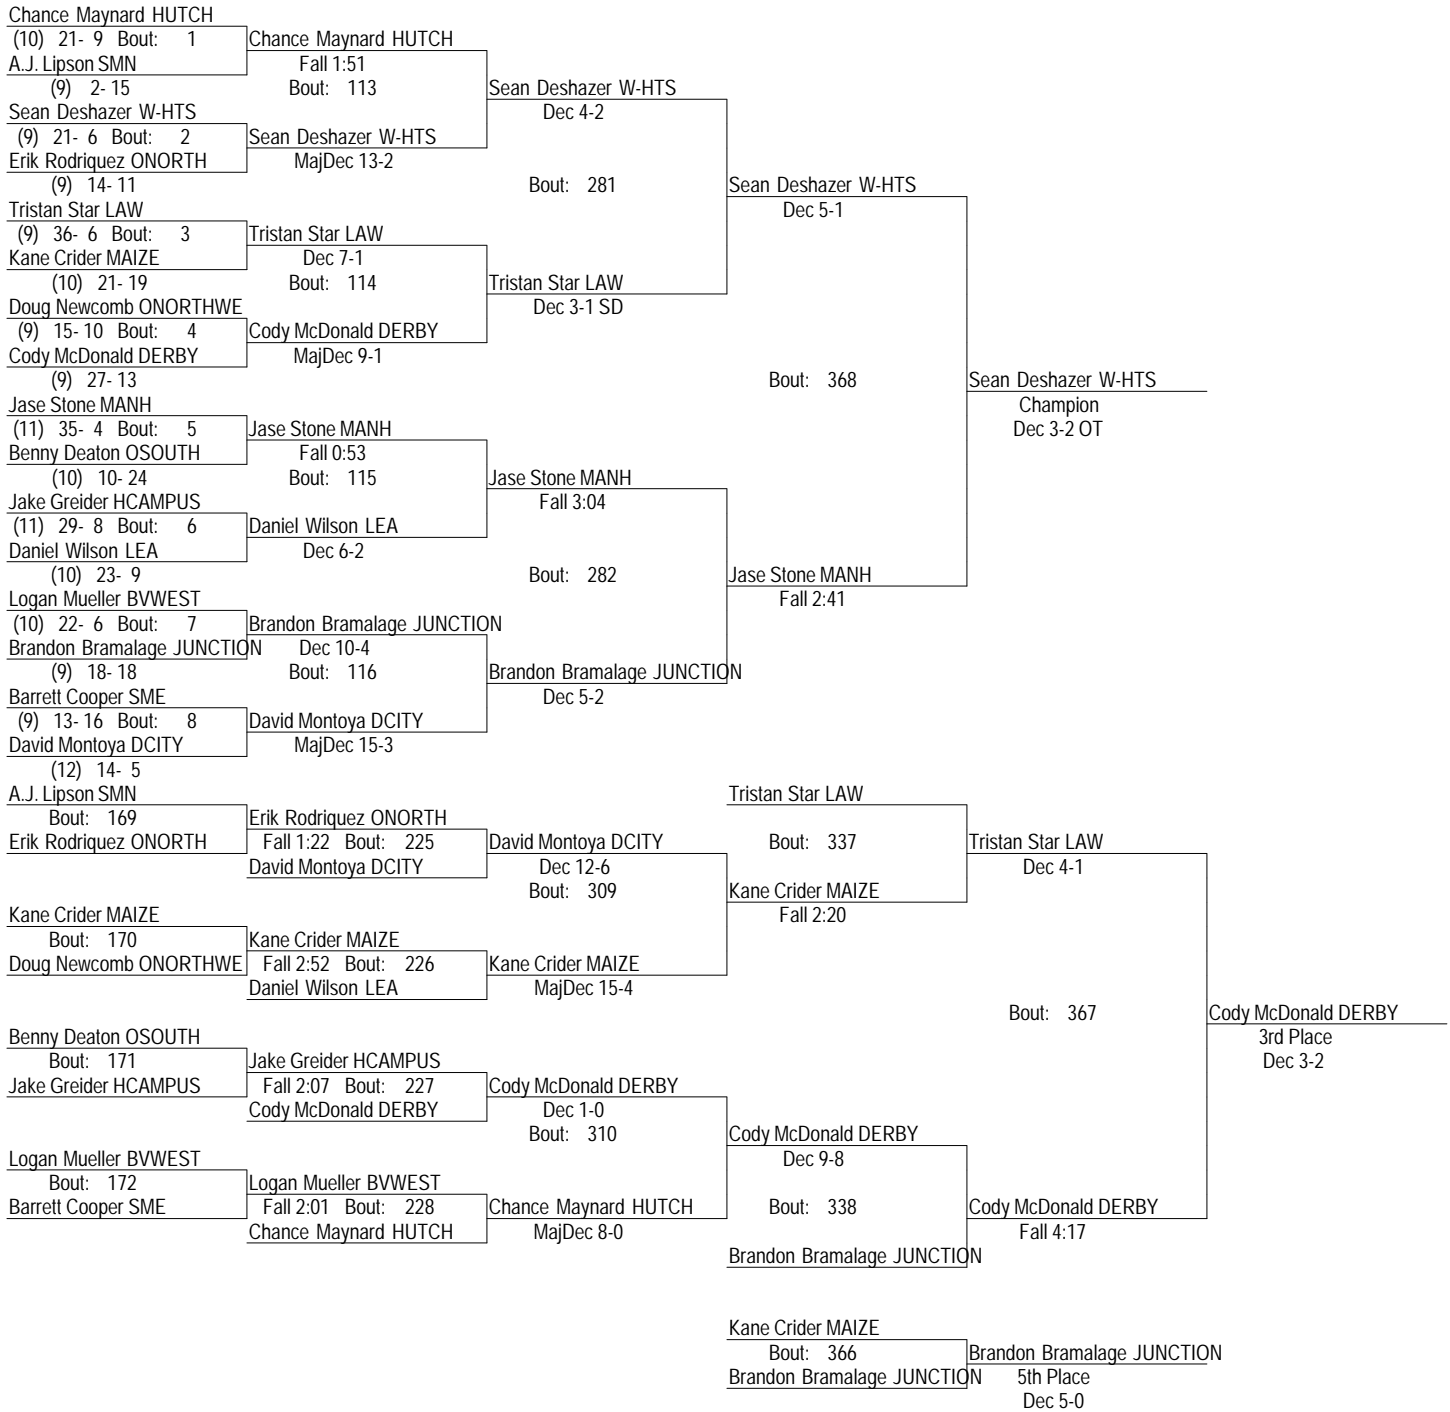 Chance Maynard HUTCH
(10) 21- 9 Bout: 1 Chance Maynard HUTCH
A.J. Lipson SMN Fall 1:51
(9) 2- 15 Bout: 113 Sean Deshazer W-HTS
Sean Deshazer W-HTS Dec 4-2
(9) 21- 6 Bout: 2 Sean Deshazer W-HTS
Erik Rodriquez ONORTH MajDec 13-2
(9) 14- 11 Bout: 281 Sean Deshazer W-HTS
Tristan Star LAW Dec 5-1
(9) 36- 6 Bout: 3 Tristan Star LAW
Kane Crider MAIZE Dec 7-1
(10) 21- 19 Bout: 114 Tristan Star LAW
Doug Newcomb ONORTHWE Dec 3-1 SD
(9) 15- 10 Bout: 4 Cody McDonald DERBY
Cody McDonald DERBY MajDec 9-1
(9) 27- 13 Bout: 368 Sean Deshazer W-HTS
Jase Stone MANH Champion
(11) 35- 4 Bout: 5 Jase Stone MANH Dec 3-2 OT
Benny Deaton OSOUTH Fall 0:53
(10) 10- 24 Bout: 115 Jase Stone MANH
Jake Greider HCAMPUS Fall 3:04
(11) 29- 8 Bout: 6 Daniel Wilson LEA
Daniel Wilson LEA Dec 6-2
(10) 23- 9 Bout: 282 Jase Stone MANH
Logan Mueller BVWEST Fall 2:41
(10) 22- 6 Bout: 7 Brandon Bramalage JUNCTION
Brandon Bramalage JUNCTION Dec 10-4
(9) 18- 18 Bout: 116 Brandon Bramalage JUNCTION
Barrett Cooper SME Dec 5-2
(9) 13- 16 Bout: 8 David Montoya DCITY
David Montoya DCITY MajDec 15-3
(12) 14- 5
A.J. Lipson SMN Tristan Star LAW
Bout: 169 Erik Rodriquez ONORTH
Erik Rodriquez ONORTH Fall 1:22 Bout: 225 David Montoya DCITY Bout: 337 Tristan Star LAW
David Montoya DCITY Dec 12-6 Dec 4-1
Bout: 309 Kane Crider MAIZE
Kane Crider MAIZE Fall 2:20
Bout: 170 Kane Crider MAIZE
Doug Newcomb ONORTHWE Fall 2:52 Bout: 226 Kane Crider MAIZE
Daniel Wilson LEA MajDec 15-4
Bout: 367 Cody McDonald DERBY
Benny Deaton OSOUTH 3rd Place
Bout: 171 Jake Greider HCAMPUS Dec 3-2
Jake Greider HCAMPUS Fall 2:07 Bout: 227 Cody McDonald DERBY
Cody McDonald DERBY Dec 1-0
Bout: 310 Cody McDonald DERBY
Logan Mueller BVWEST Dec 9-8
Bout: 172 Logan Mueller BVWEST
Barrett Cooper SME Fall 2:01 Bout: 228 Chance Maynard HUTCH Bout: 338 Cody McDonald DERBY
Chance Maynard HUTCH MajDec 8-0 Fall 4:17
Brandon Bramalage JUNCTION
Kane Crider MAIZE
Bout: 366 Brandon Bramalage JUNCTION
Brandon Bramalage JUNCTION 5th Place
Dec 5-0